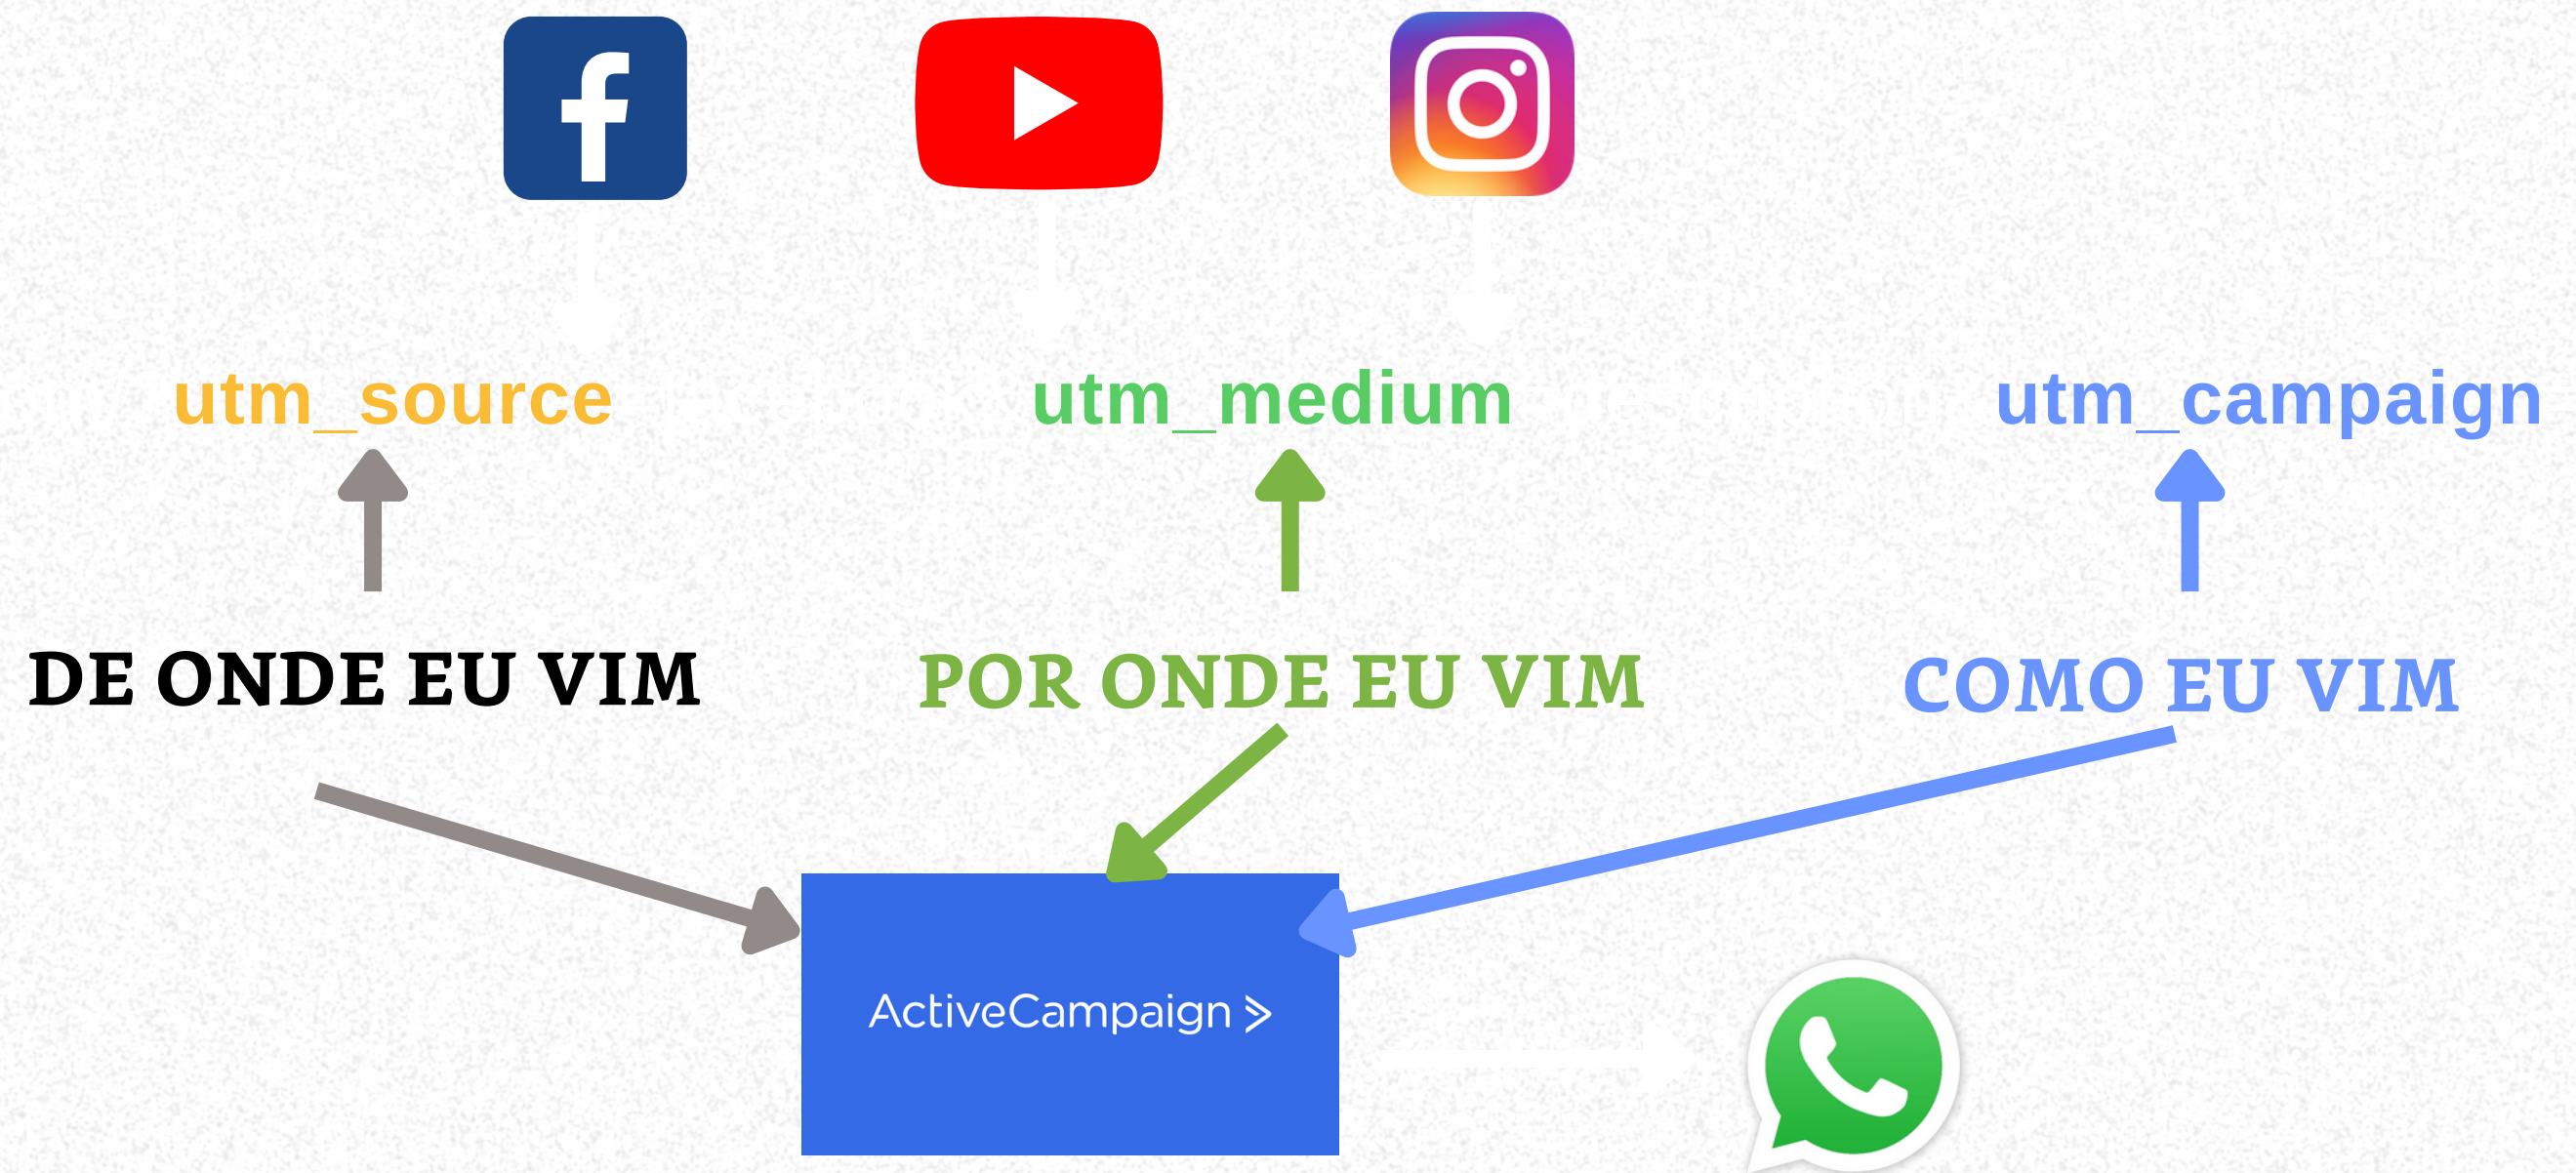 utm_source
utm_medium
utm_campaign
DE ONDE EU VIM
POR ONDE EU VIM
COMO EU VIM
ActiveCampaign